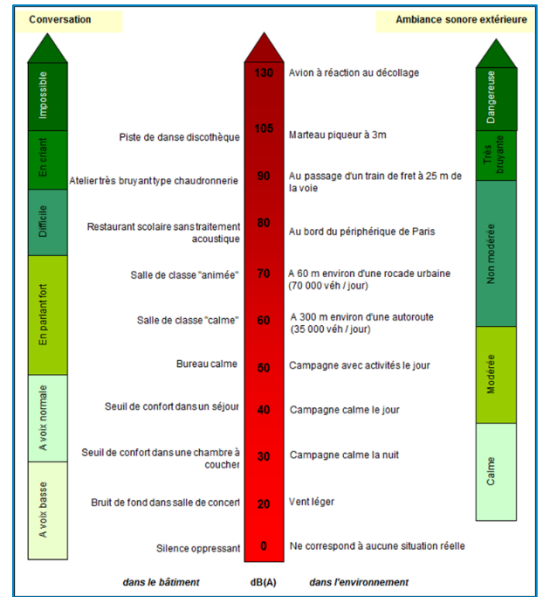 Conversation
Ambiance sonore extérieure
Impossible
En criant
Difficile
En parlant fort
A voix normale
A voix basse
Piste de danse discothèque
Atelier très bruyant type chaudronnerie
Restaurant scolaire sans traitement
acoustique
Salle de classe "animée"
Salle de classe "calme"
Bureau calme
Seuil de confort dans un séjour
Seuil de confort dans une chambre à
coucher
Bruit de fond dans salle de concert
Silence oppressant
dans le bâtiment
130
105
90
80
70
60
50
40
30
20
0
dB(A)
Avion à réaction au décollage
Marteau piqueur à 3m
Au passage d'un train de fret à 25 m de
la voie
Au bord du périphérique de Paris
A 60 m environ d'une rocade urbaine
(70 000 véh / jour)
A 300 m environ d'une autoroute
(35 000 véh / jour)
Campagne avec activités le jour
Campagne calme le jour
Campagne calme la nuit
Vent léger
Ne correspond à aucune situation réelle
dans l'environnement
Dangereuse
Très
bruyante
Non modérée
Modérée
Calme